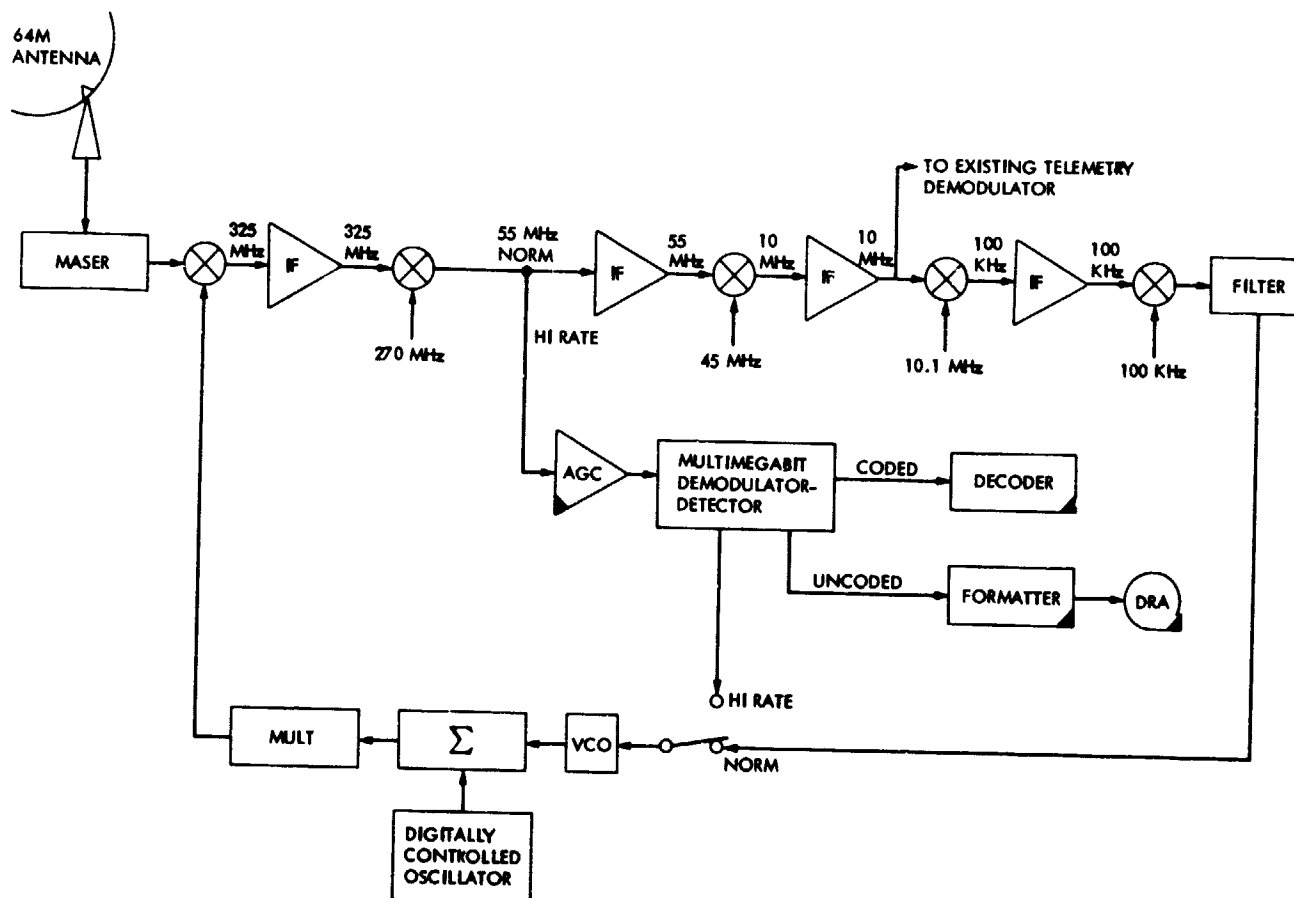 64M
ANTENNA
TO EXISTING TELEMETRY
DEMODULATOR
MASER
325
MHz
IF
325
MHz
270 MHz
55 MHz
NORM
HI RATE
IF
55
MHz
45 MHz
10
MHz
IF
10
MHz
10.1 MHz
100
KHz
IF
100
KHz
100 KHz
FILTER
AGC
MULTIMEGABIT
DEMODULATOR-
DETECTOR
CODED
DECODER
UNCODED
FORMATTER
DRA
HI RATE
NORM
VCO
Σ
MULT
DIGITALLY
CONTROLLED
OSCILLATOR